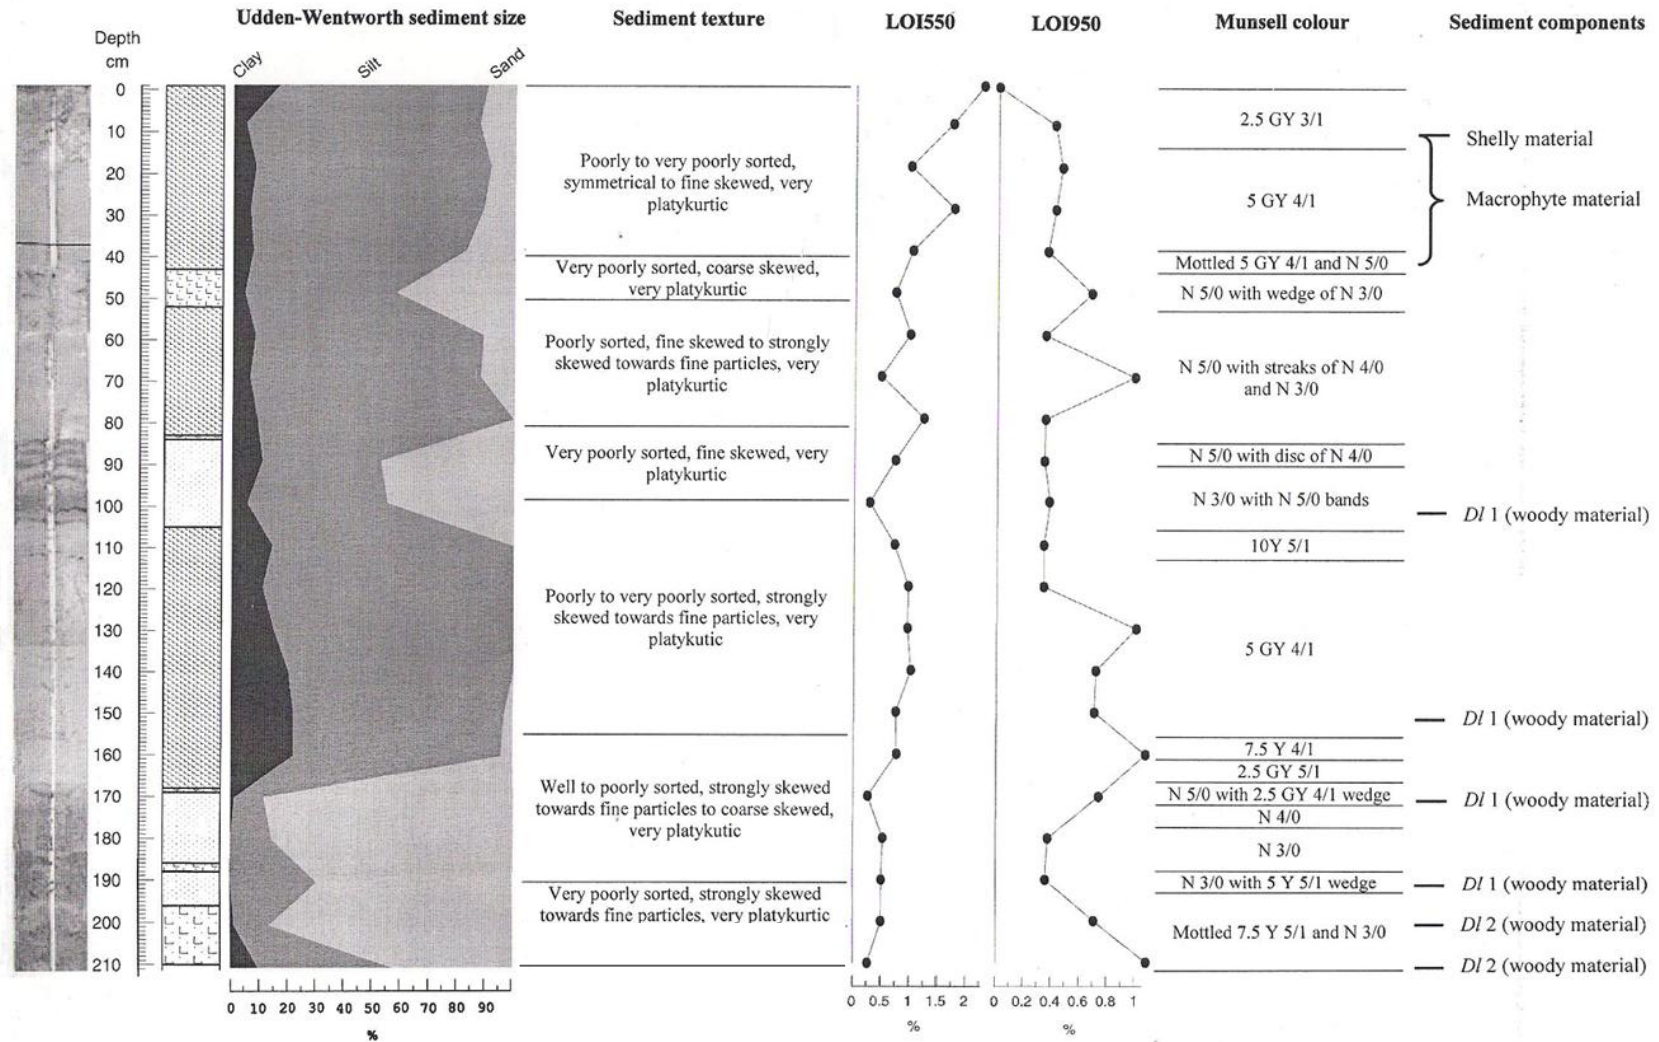 Udden-Wentworth sediment size
Sediment texture
LOI550
LOI950
Munsell colour
Sediment components
Depth
cm
Clay
Silt
Sand
0
10
20
30
40
50
60
70
80
90
100
110
120
130
140
150
160
170
180
190
200
210
Poorly to very poorly sorted,
symmetrical to fine skewed, very
platykurtic
Very poorly sorted, coarse skewed,
very platykurtic
Poorly sorted, fine skewed to strongly
skewed towards fine particles, very
platykurtic
Very poorly sorted, fine skewed, very
platykurtic
Poorly to very poorly sorted, strongly
skewed towards fine particles, very
platykutic
Well to poorly sorted, strongly skewed
towards fine particles to coarse skewed,
very platykutic
Very poorly sorted, strongly skewed
towards fine particles, very platykurtic
2.5 GY 3/1
5 GY 4/1
Mottled 5 GY 4/1 and N 5/0
N 5/0 with wedge of N 3/0
N 5/0 with streaks of N 4/0
and N 3/0
N 5/0 with disc of N 4/0
N 3/0 with N 5/0 bands
10Y 5/1
5 GY 4/1
7.5 Y 4/1
2.5 GY 5/1
N 5/0 with 2.5 GY 4/1 wedge
N 4/0
N 3/0
N 3/0 with 5 Y 5/1 wedge
Mottled 7.5 Y 5/1 and N 3/0
Shelly material
Macrophyte material
Dl 1 (woody material)
Dl 1 (woody material)
Dl 1 (woody material)
Dl 1 (woody material)
Dl 2 (woody material)
Dl 2 (woody material)
0 10 20 30 40 50 60 70 80 90
%
0 0.5 1 1.5 2
%
0 0.2 0.4 0.6 0.8 1
%